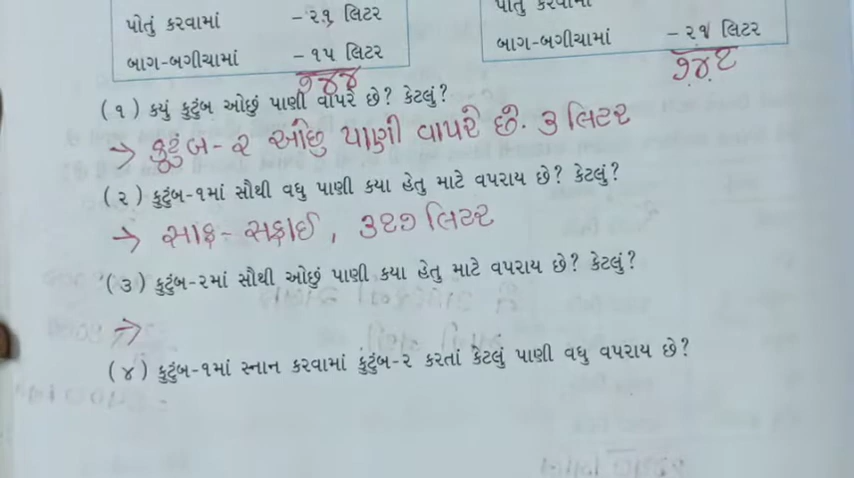 પોતું કરવામાં – ૨૧ લિટર
બાગ-બગીચામાં – ૧૫ લિટર
બાગ-બગીચામાં – ૨૧ લિટર
(૧) કયું કુટુંબ ઓછું પાણી વાપરે છે? કેટલું?
→ કુટુંબ-૨ ઓછુ પાણી વાપરે છે. ૩ લિટર
(૨) કુટુંબ-૧માં સૌથી વધુ પાણી કયા હેતુ માટે વપરાય છે? કેટલું?
→ સાફ-સફાઈ,
(૩) કુટુંબ-૨માં સૌથી ઓછું પાણી કયા હેતુ માટે વપરાય છે? કેટલું?
→
(૪) કુટુંબ-૧માં સ્નાન કરવામાં કુટુંબ-૨ કરતાં કેટલું પાણી વધુ વપરાય છે?